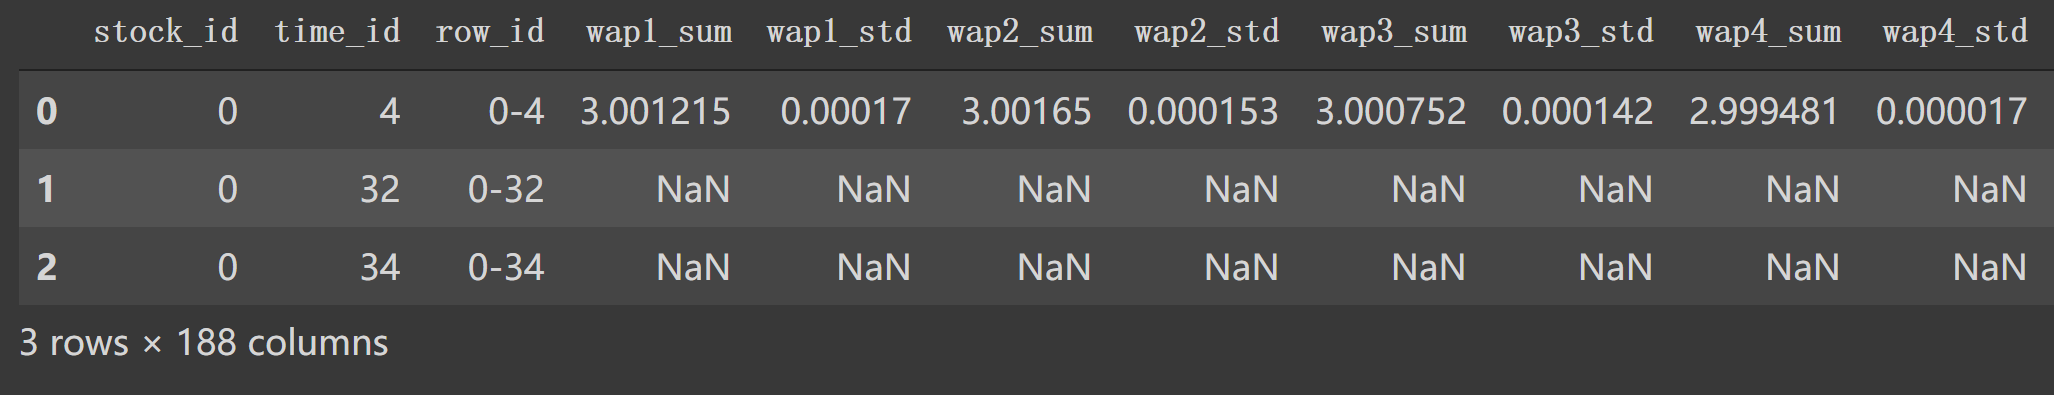 stock_id time_id row_id wap1_sum wap1_std wap2_sum wap2_std wap3_sum wap3_std wap4_sum wap4_std
0 0 4 0-4 3.001215 0.00017 3.00165 0.000153 3.000752 0.000142 2.999481 0.000017
1 0 32 0-32 NaN NaN NaN NaN NaN NaN NaN NaN
2 0 34 0-34 NaN NaN NaN NaN NaN NaN NaN NaN
3 rows × 188 columns